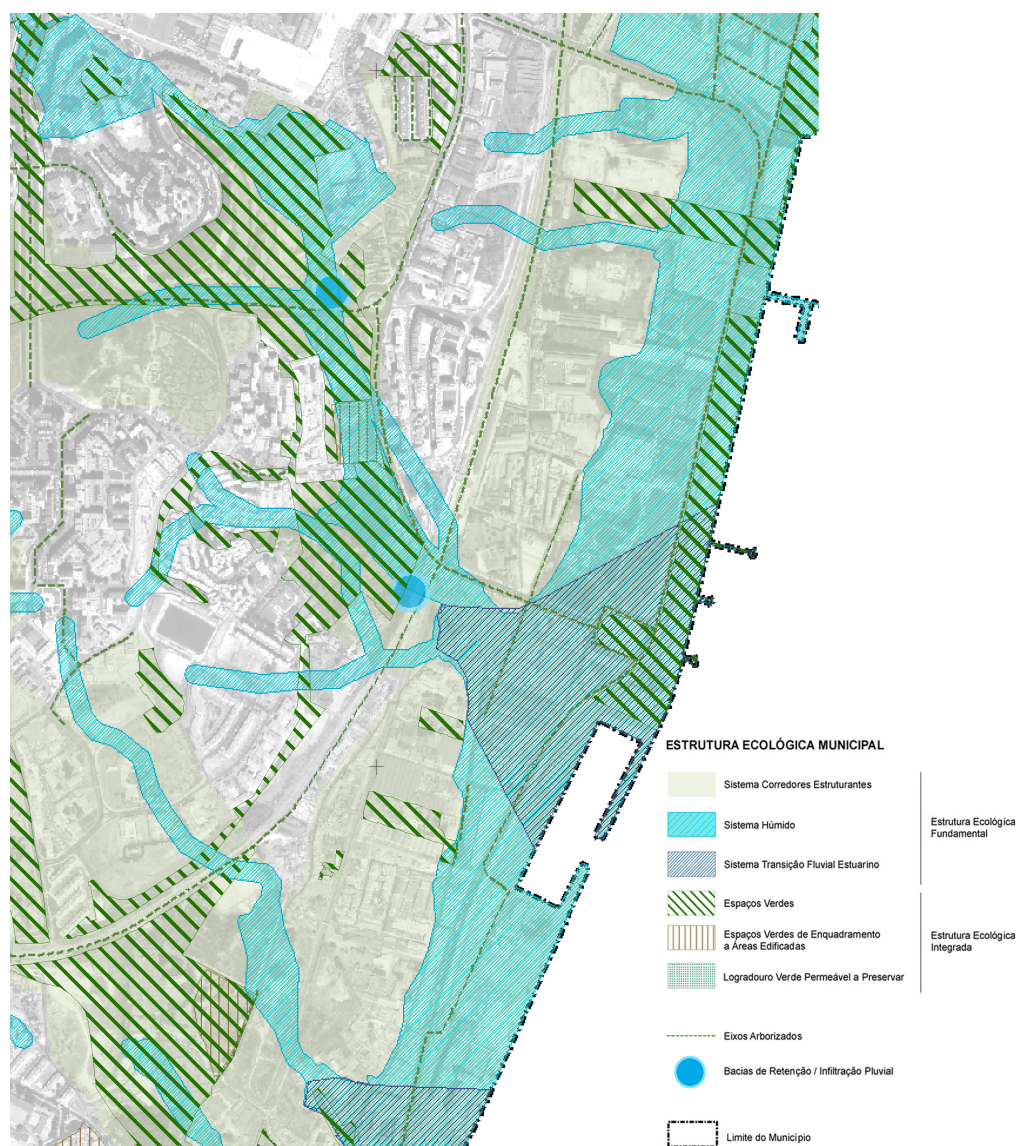 ESTRUTURA ECOLÓGICA MUNICIPAL
Sistema Corredores Estruturantes
Sistema Húmido
Sistema Transição Fluvial Estuarino
Estrutura Ecológica
Fundamental
Espaços Verdes
Espaços Verdes de Enquadramento
a Áreas Edificadas
Logradouro Verde Permeável a Preservar
Estrutura Ecológica
Integrada
Eixos Arborizados
Bacias de Retenção / Infiltração Pluvial
Limite do Município